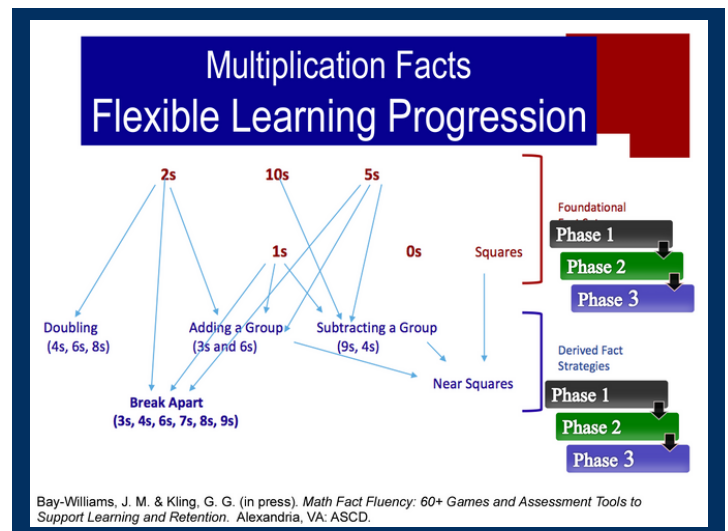 Multiplication Facts
Flexible Learning Progression
2s 10s 5s
1s 0s Squares
Foundational
Phase 1
Phase 2
Phase 3
Doubling
(4s, 6s, 8s)
Adding a Group
(3s and 6s)
Subtracting a Group
(9s, 4s)
Near Squares
Break Apart
(3s, 4s, 6s, 7s, 8s, 9s)
Derived Fact
Strategies
Phase 1
Phase 2
Phase 3
Bay-Williams, J. M. & Kling, G. G. (in press). Math Fact Fluency: 60+ Games and Assessment Tools to
Support Learning and Retention. Alexandria, VA: ASCD.